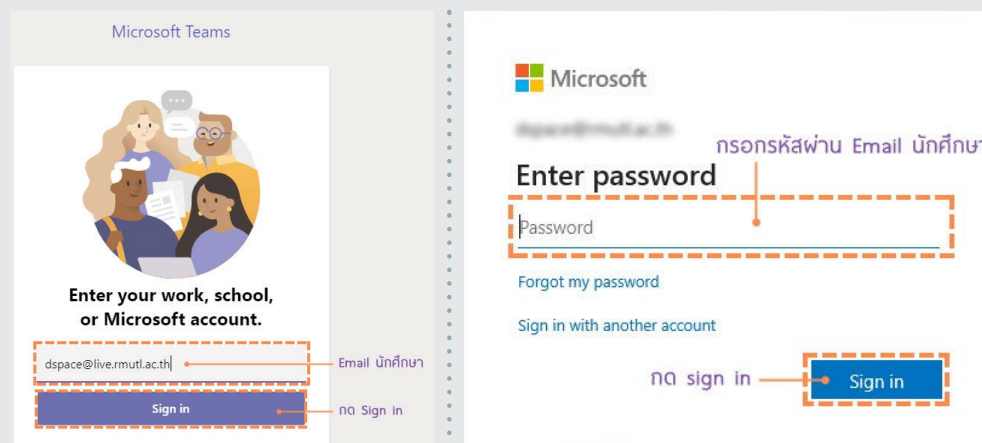 Microsoft Teams
Enter your work, school,
or Microsoft account.
dspace@live.rmutl.ac.th
Email นักศึกษา
Sign in
กด Sign in
Microsoft
กรอกรหัสผ่าน Email นักศึกษา
Enter password
Password
Forgot my password
Sign in with another account
กด sign in
Sign in